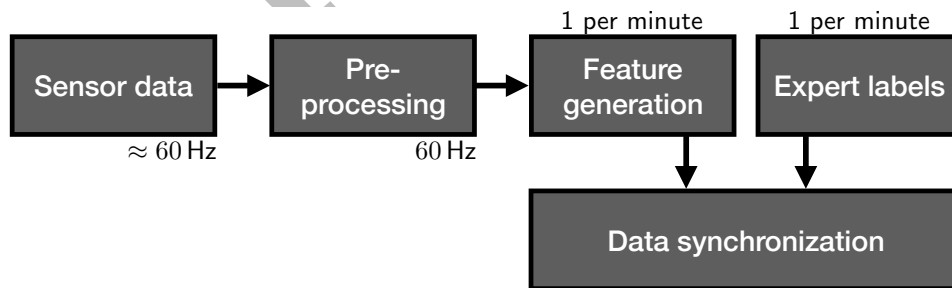 1 per minute
1 per minute
Sensor data
Pre-
processing
Feature
generation
Expert labels
≈ 60 Hz
60 Hz
Data synchronization